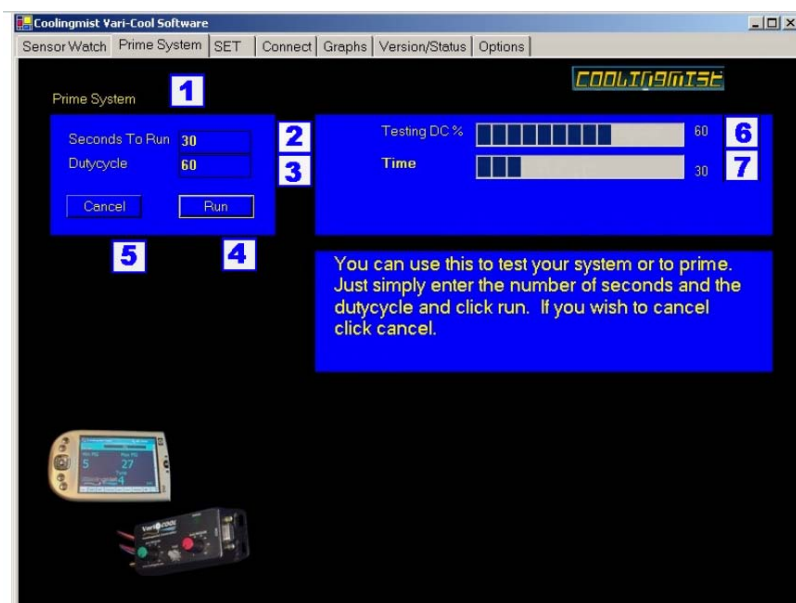 Coolingmist Vari-Cool Software
Sensor Watch Prime System SET Connect Graphs Version/Status Options
COOLINGMIST
Prime System 1
Seconds To Run 30 2
Dutycycle 60 3
Cancel Run
5 4
Testing DC % 60 6
Time 30 7
You can use this to test your system or to prime.
Just simply enter the number of seconds and the
dutycycle and click run. If you wish to cancel
click cancel.
5 27
4